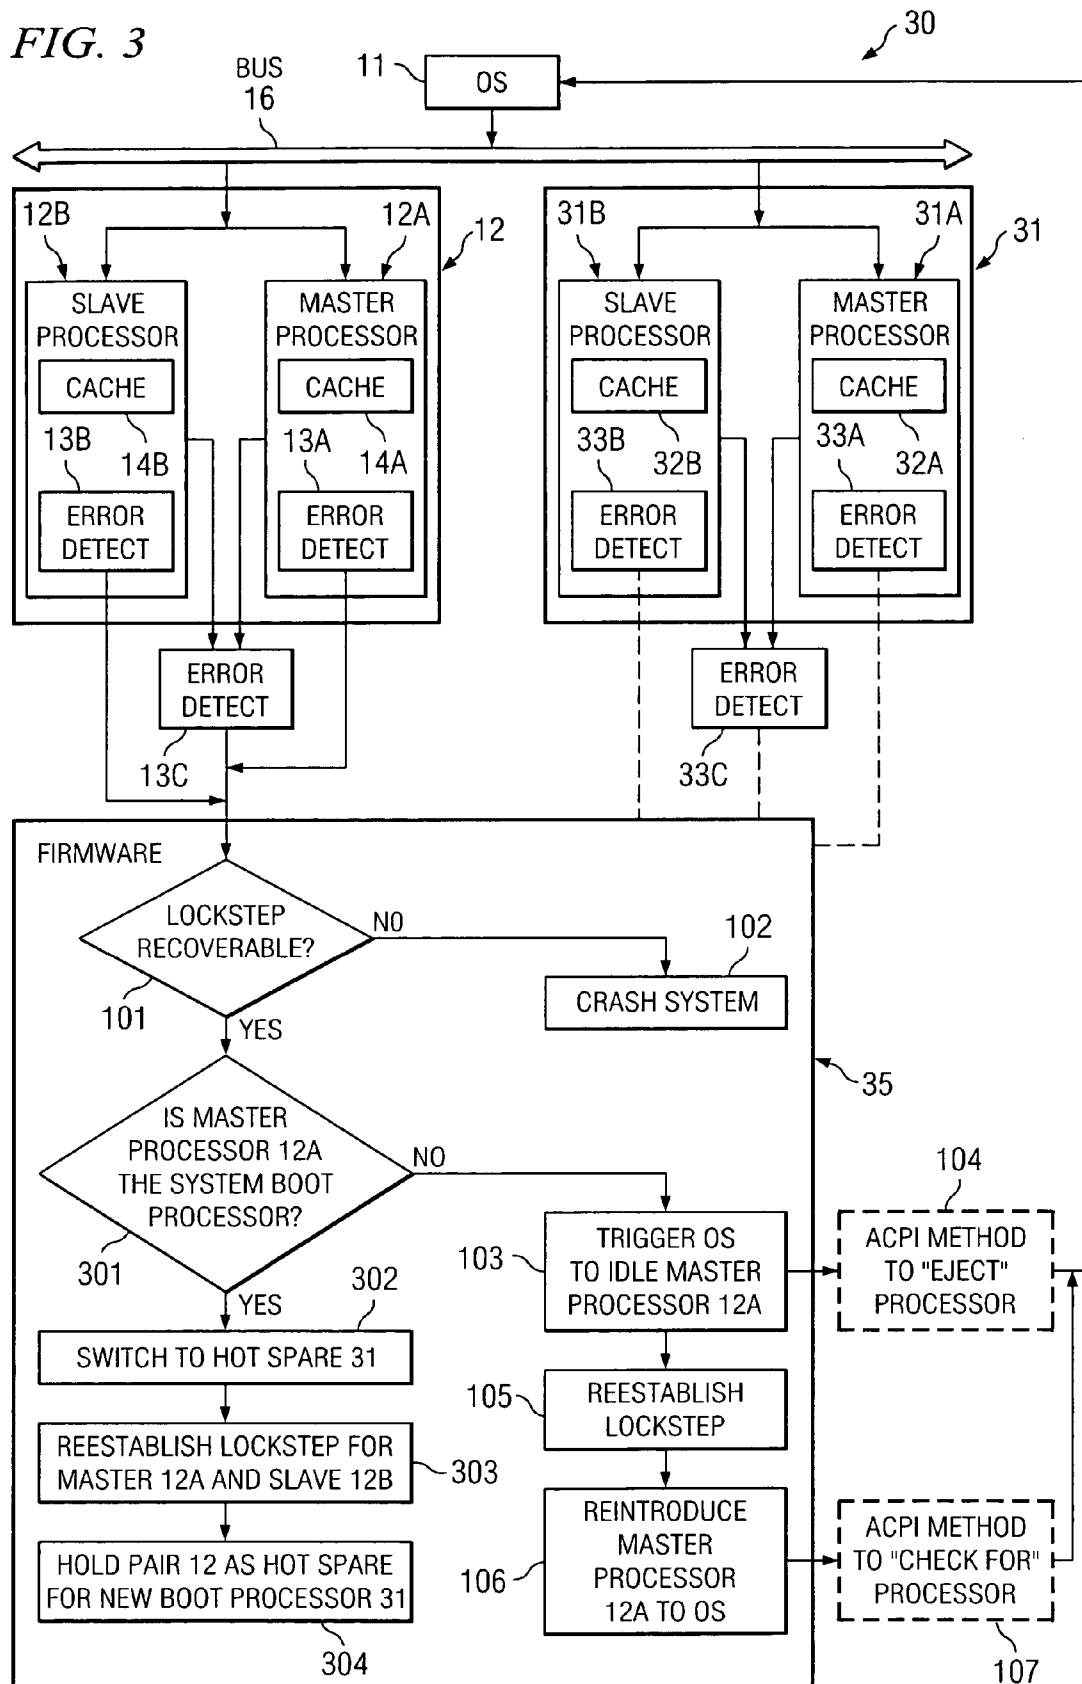 FIG. 3
30
11
OS
BUS
16
12B
12A
12
31B
31A
31
SLAVE
PROCESSOR
MASTER
PROCESSOR
SLAVE
PROCESSOR
MASTER
PROCESSOR
CACHE
CACHE
CACHE
CACHE
13B
14B
13A
14A
33B
32B
33A
32A
ERROR
DETECT
ERROR
DETECT
ERROR
DETECT
ERROR
DETECT
ERROR
DETECT
ERROR
DETECT
13C
33C
FIRMWARE
LOCKSTEP
RECOVERABLE?
NO
101
YES
102
CRASH SYSTEM
35
IS MASTER
PROCESSOR 12A
THE SYSTEM BOOT
PROCESSOR?
NO
301
YES
103
TRIGGER OS
TO IDLE MASTER
PROCESSOR 12A
104
ACPI METHOD
TO "EJECT"
PROCESSOR
302
SWITCH TO HOT SPARE 31
105
REESTABLISH
LOCKSTEP
REESTABLISH LOCKSTEP FOR
MASTER 12A AND SLAVE 12B
303
106
REINTRODUCE
MASTER
PROCESSOR
12A TO OS
ACPI METHOD
TO "CHECK FOR"
PROCESSOR
107
HOLD PAIR 12 AS HOT SPARE
FOR NEW BOOT PROCESSOR 31
304